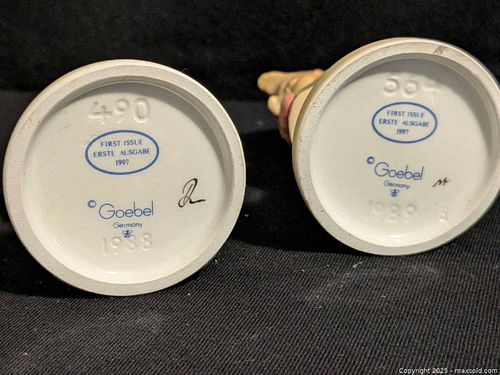 490
FIRST ISSUE
ERSTE AUSGABE
1997
© Goebel
Germany
1988
564
FIRST ISSUE
ERSTE AUSGABE
1997
© Goebel
Germany
1989
Copyright 2025 - maxsold.com